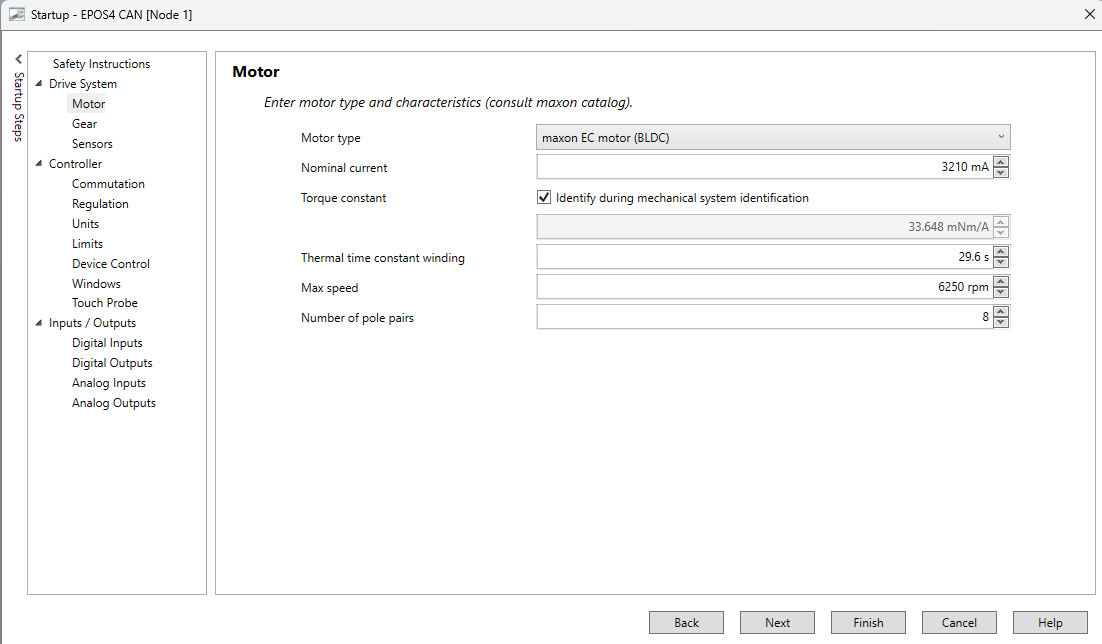 Startup - EPOS4 CAN [Node 1]
Startup Steps
Safety Instructions
Drive System
Motor
Gear
Sensors
Controller
Commutation
Regulation
Units
Limits
Device Control
Windows
Touch Probe
Inputs / Outputs
Digital Inputs
Digital Outputs
Analog Inputs
Analog Outputs
Motor
Enter motor type and characteristics (consult maxon catalog).
Motor type maxon EC motor (BLDC)
Nominal current 3210 mA
Torque constant Identify during mechanical system identification
33.648 mNm/A
Thermal time constant winding 29.6 s
Max speed 6250 rpm
Number of pole pairs 8
Back Next Finish Cancel Help